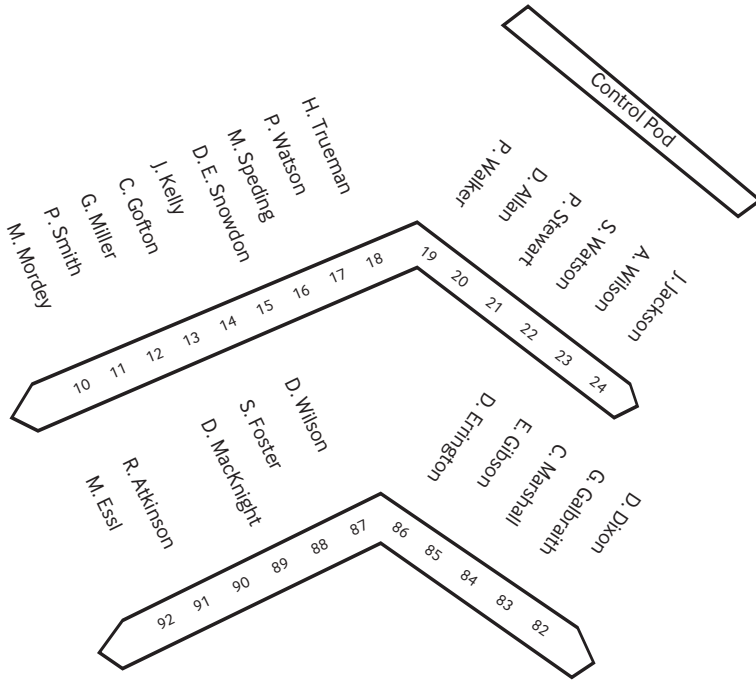 Control Pod
M. Mordey
P. Smith
G. Miller
C. Gofton
J. Kelly
D. E. Snowdon
M. Speding
P. Watson
H. Trueman
P. Walker
D. Allan
P. Stewart
S. Watson
A. Wilson
J. Jackson
10
11
12
13
14
15
16
17
18
19
20
21
22
23
24
M. Essl
R. Atkinson
D. MacKnight
S. Foster
D. Wilson
D. Errington
E. Gibson
C. Marshall
G. Galbraith
D. Dixon
92
91
90
89
88
87
86
85
84
83
82